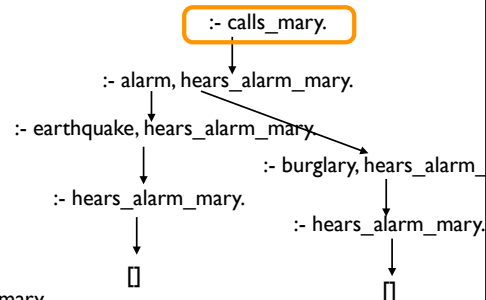 :- calls_mary.
:- alarm, hears_alarm_mary.
:- earthquake, hears_alarm_mary.
:- burglary, hears_alarm_
:- hears_alarm_mary.
:- hears_alarm_mary.
[]
[]
mary